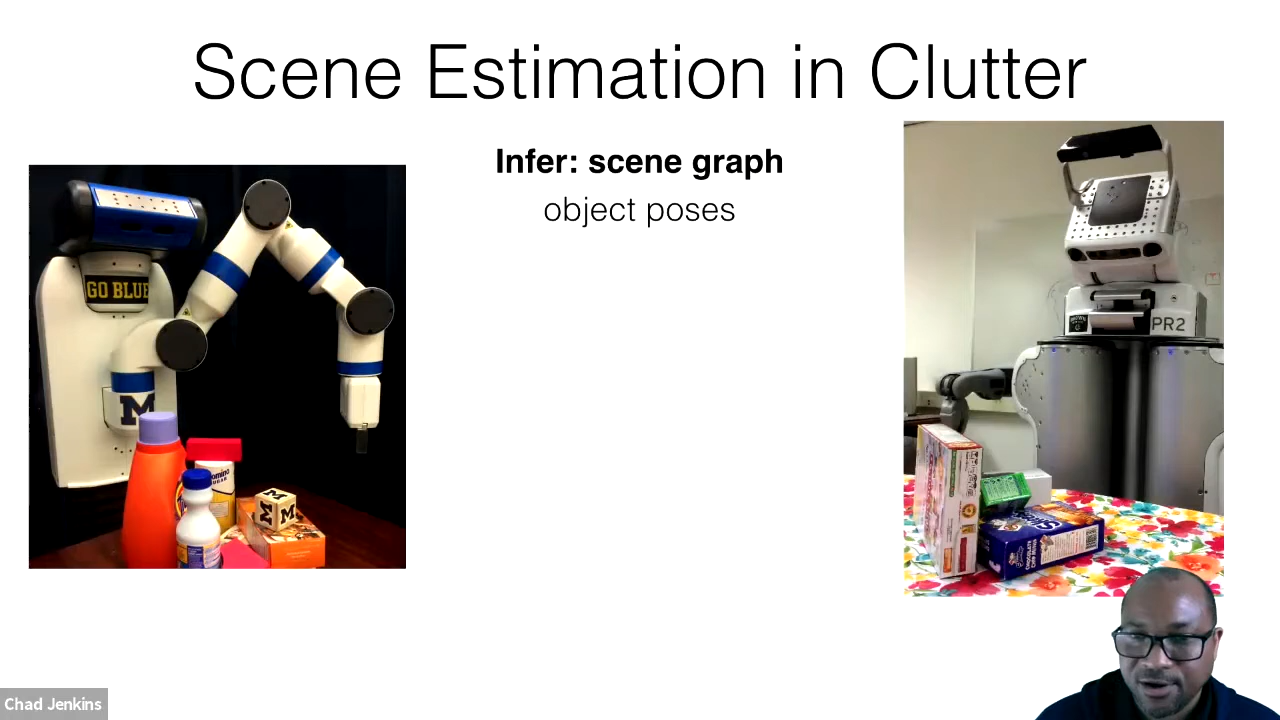 Scene Estimation in Clutter
Infer: scene graph
object poses
GO BLUE
M
M
M
PR2
Chad Jenkins